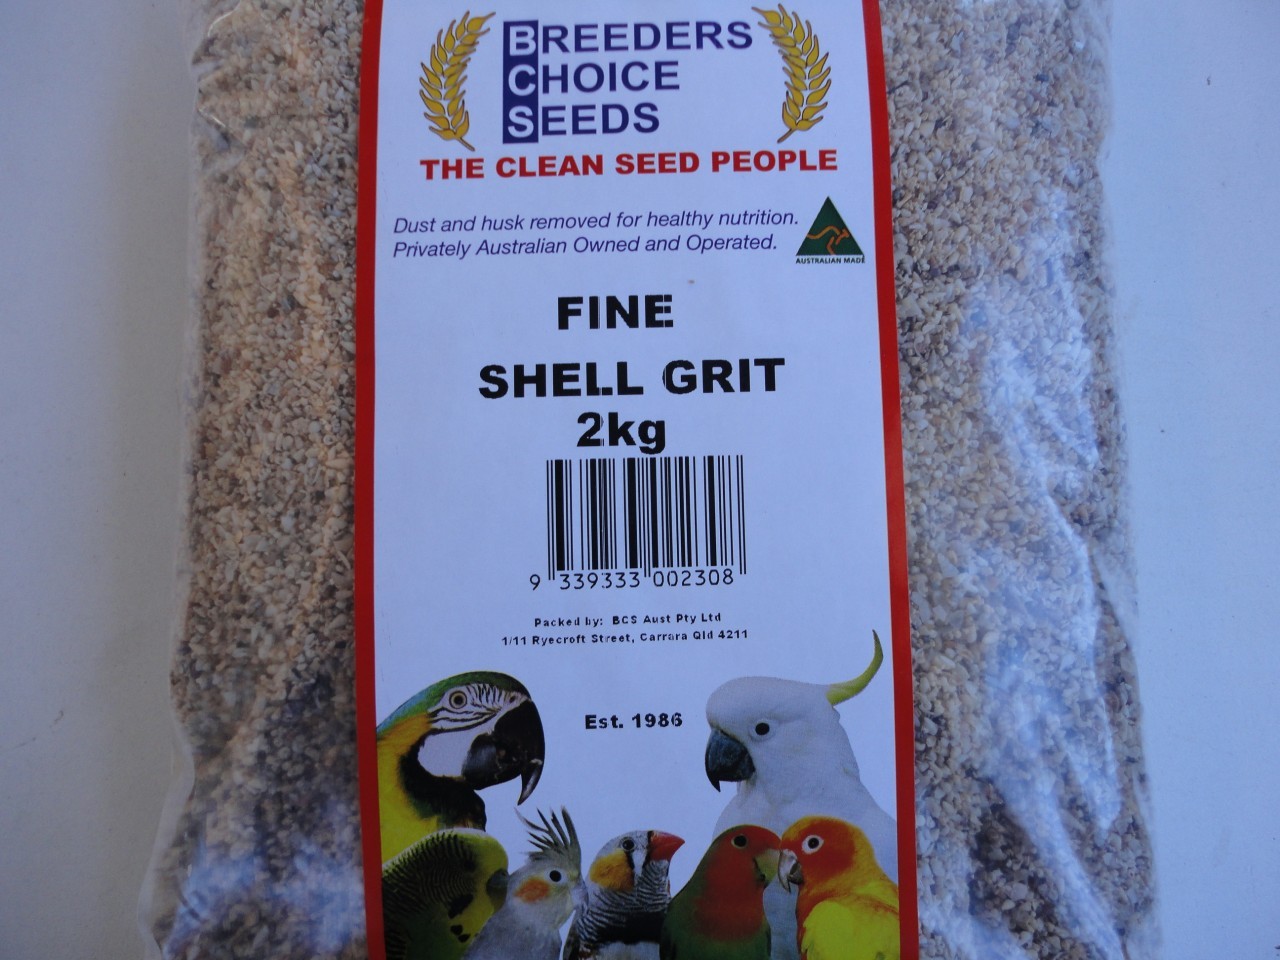 BREEDERS
CHOICE
SEEDS
THE CLEAN SEED PEOPLE
Dust and husk removed for healthy nutrition.
Privately Australian Owned and Operated.
AUSTRALIAN MADE
FINE
SHELL GRIT
2kg
9 339333 002308
Packed by: BCS Aust Pty Ltd
1/11 Ryecroft Street, Carrara Qld 4211
Est. 1986